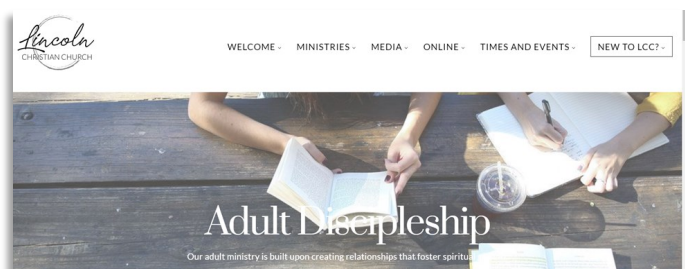 Lincoln
CHRISTIAN CHURCH
WELCOME
MINISTRIES
MEDIA
ONLINE
TIMES AND EVENTS
NEW TO LCC?
Adult Discipleship
Our adult ministry is built upon creating relationships that foster